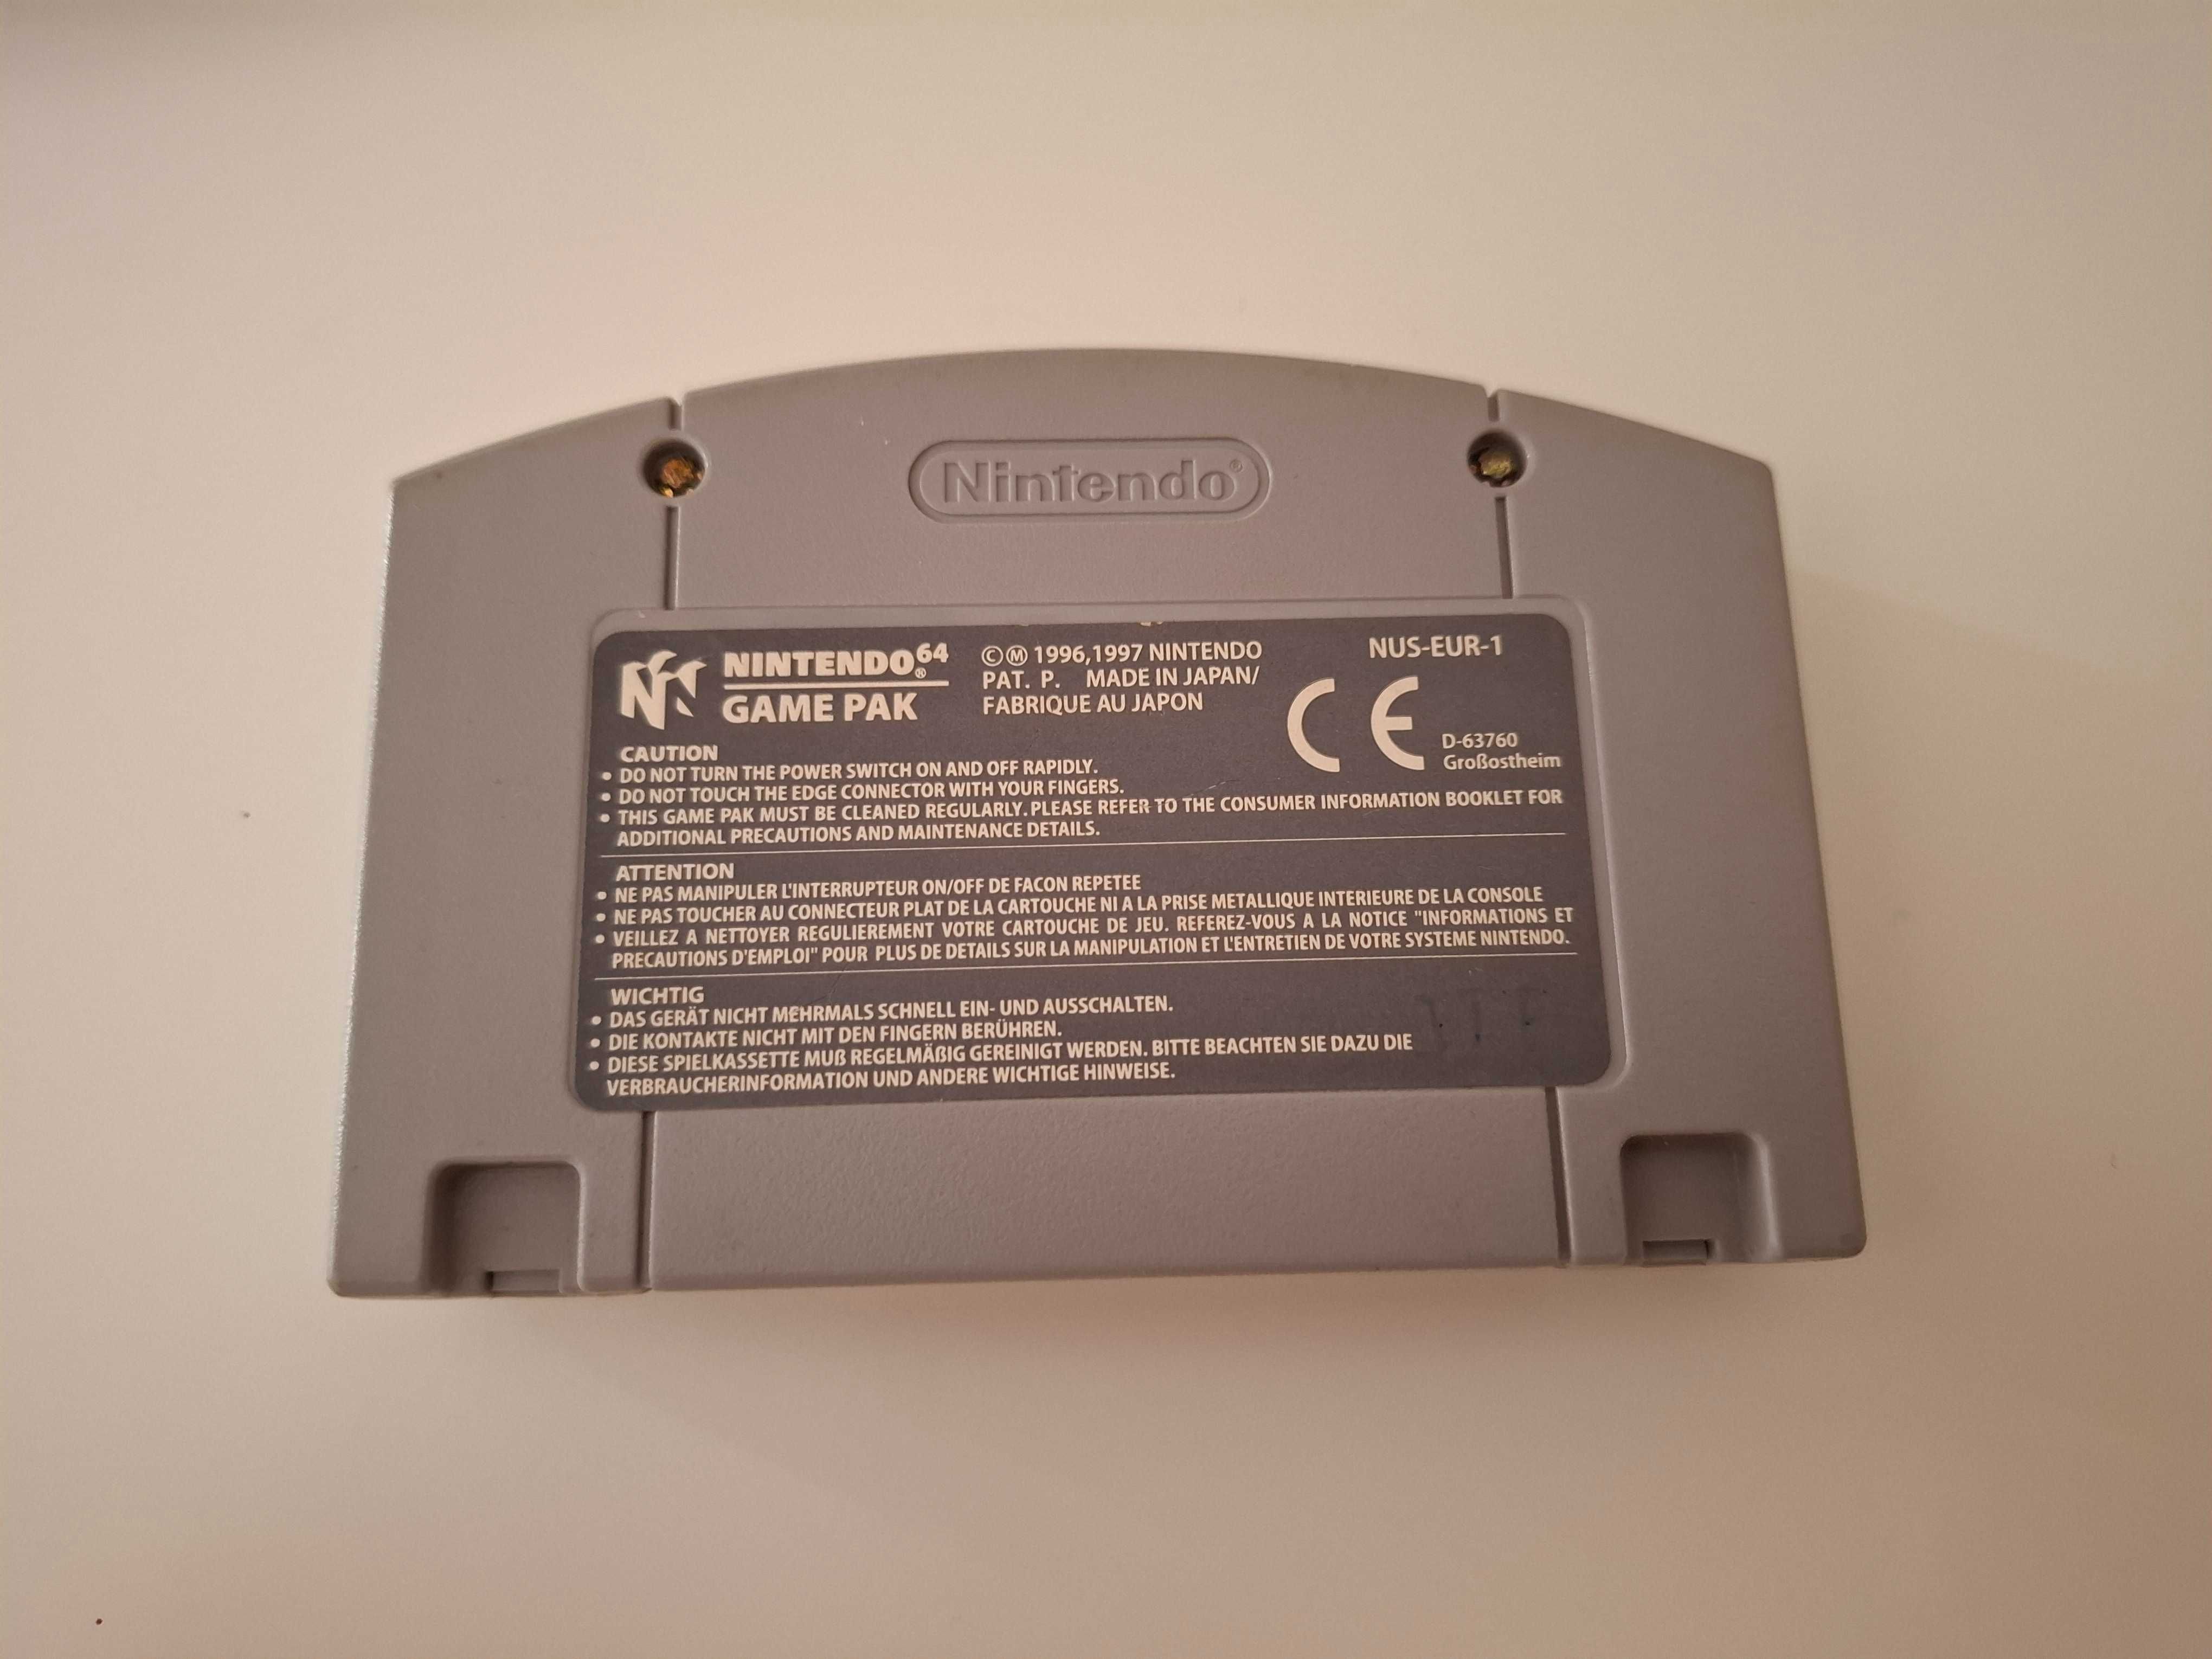 Nintendo®
NINTENDO64®
GAME PAK
©Ⓜ 1996,1997 NINTENDO
PAT. P. MADE IN JAPAN/
FABRIQUE AU JAPON
NUS-EUR-1
CE
D-63760
Großostheim
CAUTION
• DO NOT TURN THE POWER SWITCH ON AND OFF RAPIDLY.
• DO NOT TOUCH THE EDGE CONNECTOR WITH YOUR FINGERS.
• THIS GAME PAK MUST BE CLEANED REGULARLY. PLEASE REFER TO THE CONSUMER INFORMATION BOOKLET FOR
ADDITIONAL PRECAUTIONS AND MAINTENANCE DETAILS.
ATTENTION
• NE PAS MANIPULER L'INTERRUPTEUR ON/OFF DE FACON REPETEE
• NE PAS TOUCHER AU CONNECTEUR PLAT DE LA CARTOUCHE NI A LA PRISE METALLIQUE INTERIEURE DE LA CONSOLE
• VEILLEZ A NETTOYER REGULIEREMENT VOTRE CARTOUCHE DE JEU. REFEREZ-VOUS A LA NOTICE "INFORMATIONS ET
PRECAUTIONS D'EMPLOI" POUR PLUS DE DETAILS SUR LA MANIPULATION ET L'ENTRETIEN DE VOTRE SYSTEME NINTENDO.
WICHTIG
• DAS GERÄT NICHT MEHRMALS SCHNELL EIN- UND AUSSCHALTEN.
• DIE KONTAKTE NICHT MIT DEN FINGERN BERÜHREN.
• DIESE SPIELKASSETTE MUß REGELMÄßIG GEREINIGT WERDEN. BITTE BEACHTEN SIE DAZU DIE
VERBRAUCHERINFORMATION UND ANDERE WICHTIGE HINWEISE.